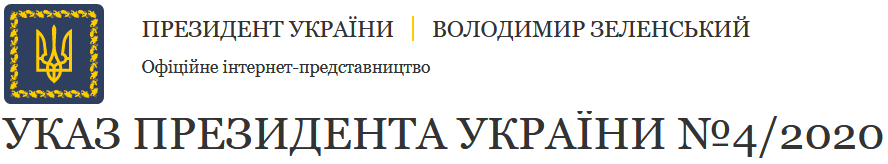 ПРЕЗИДЕНТ УКРАЇНИ | ВОЛОДИМИР ЗЕЛЕНСЬКИЙ
Офіційне інтернет-представництво
УКАЗ ПРЕЗИДЕНТА УКРАЇНИ №4/2020